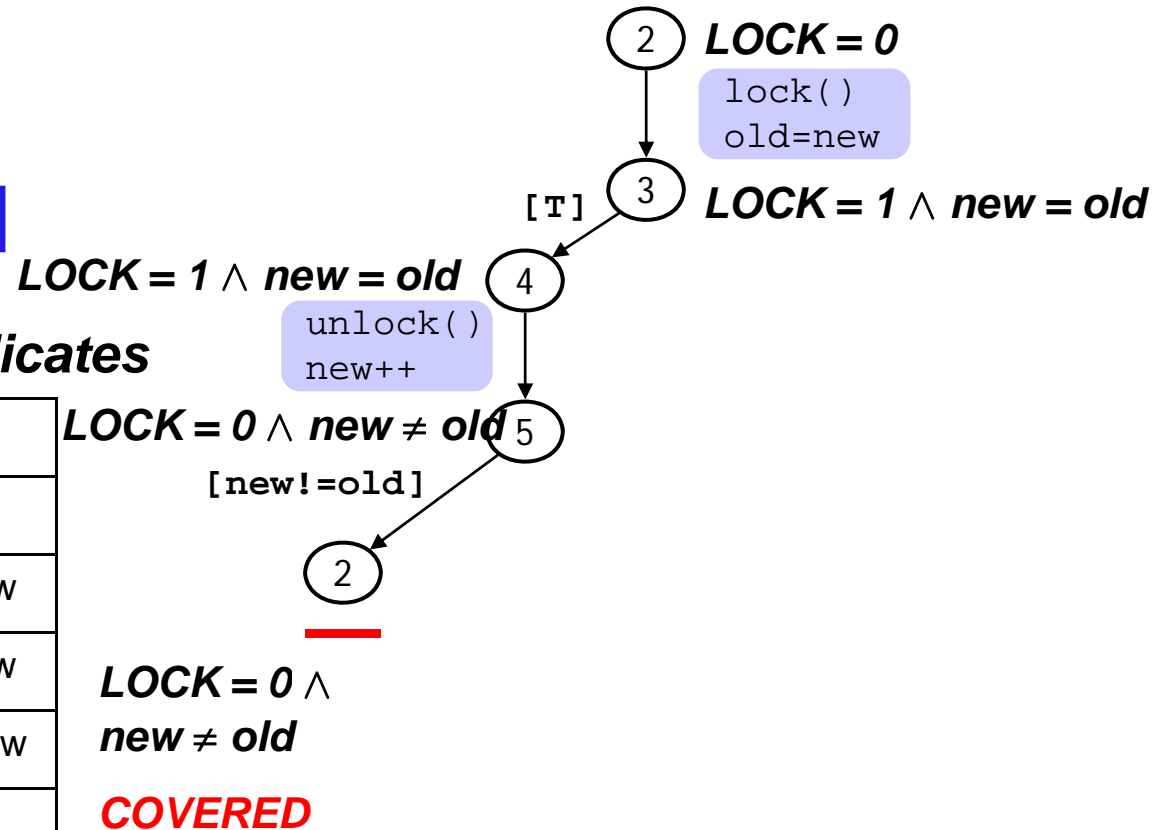 2 LOCK = 0
lock()
old=new
[T] 3 LOCK = 1 ∧ new = old
LOCK = 1 ∧ new = old 4
unlock()
new++
LOCK = 0 ∧ new ≠ old 5
[new!=old]
2
LOCK = 0 ∧
new ≠ old
COVERED